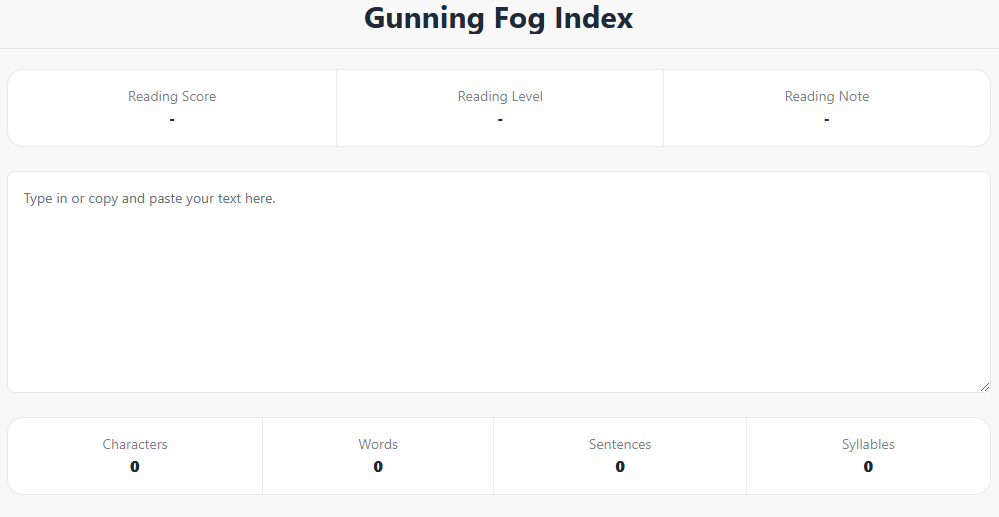 Gunning Fog Index
Reading Score
-
Reading Level
-
Reading Note
-
Type in or copy and paste your text here.
Characters
0
Words
0
Sentences
0
Syllables
0